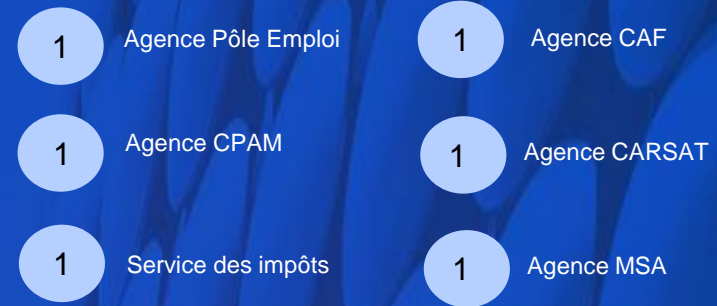 1 Agence Pôle Emploi
1 Agence CAF
1 Agence CPAM
1 Agence CARSAT
1 Service des impôts
1 Agence MSA